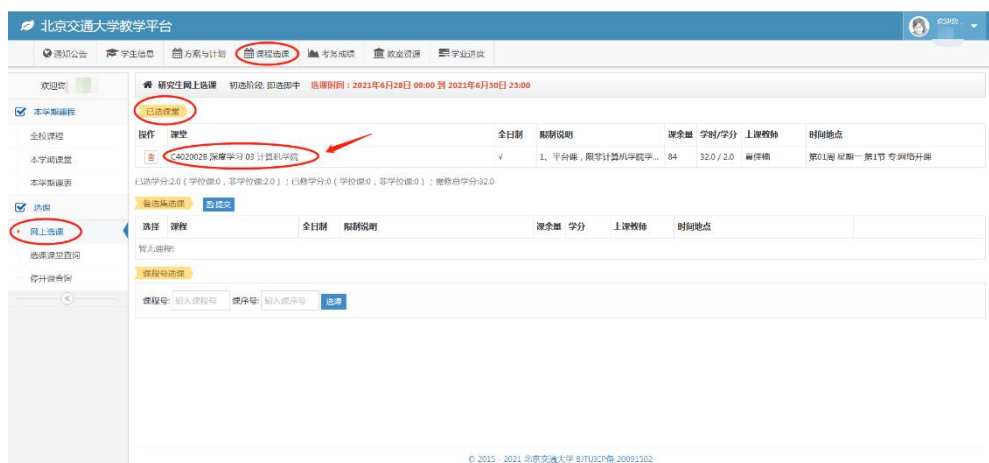 北京交通大学教学平台
通知公告 学生信息 方案与计划 课程选课 考务成绩 教室资源 学业进度
研究生网上选课 初选阶段, 即选即中 选课时间：2021年6月28日 09:00 到 2021年6月30日 23:00
本学期课程
全校课程
本学期课堂
本学期课表
选课
网上选课
选课课堂查询
停开课查询
已选课堂
操作 课堂 全日制 限制说明 课余量 学时/学分 上课教师 时间地点
C402002B 深度学习 03 计算机学院 √ 1、平台课，限非计算机学院学... 84 32.0 / 2.0 第01周 星期一 第1节 专网络开课
已选学分:2.0 ( 学位课:0，非学位课:2.0 )；已修学分:0 ( 学位课:0，非学位课:0 )；需修总学分:32.0
备选集选课 提交
选择 课程 全日制 限制说明 课余量 学分 上课教师 时间地点
暂无课程!
课程号选课
课程号: 输入课程号 课序号: 输入课序号 选课
© 2015 - 2021 北京交通大学 BJTUICP备 20091502